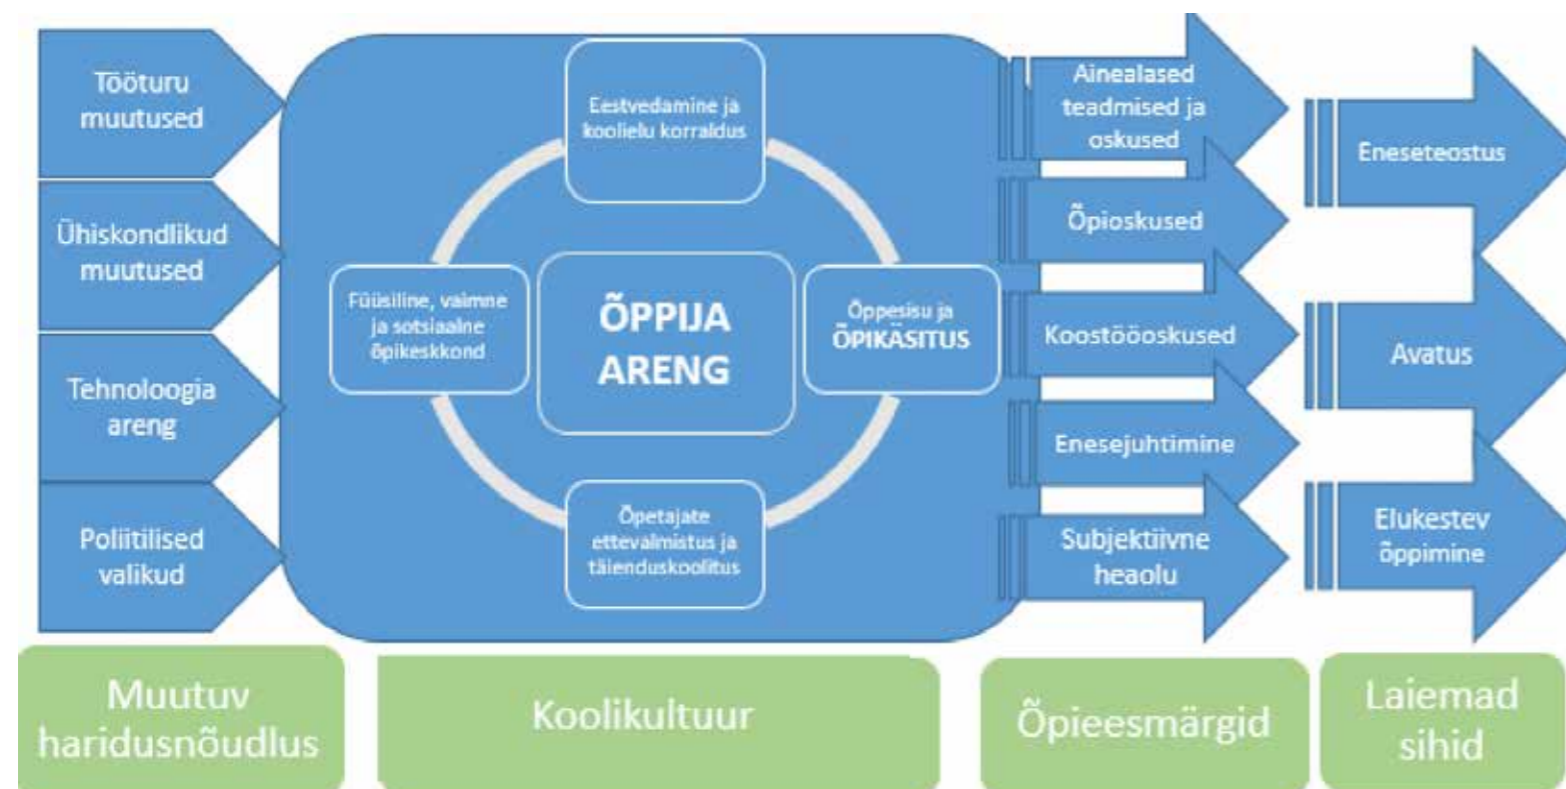 Tööturu
muutused
Ühiskondlikud
muutused
Tehnoloogia
areng
Poliitilised
valikud
Eestvedamine ja
koolielu korraldus
Füüsiline, vaimne
ja sotsiaalne
õpikeskkond
ÕPPIJA
ARENG
Õppesisu ja
ÕPIKÄSITUS
Õpetajate
ettevalmistus ja
täienduskoolitus
Ainealased
teadmised ja
oskused
Õpioskused
Koostööoskused
Enesejuhtimine
Subjektiivne
heaolu
Eneseteostus
Avatus
Elukestev
õppimine
Muutuv
haridusnõudlus
Koolikultuur
Õpieesmärgid
Laiemad
sihid